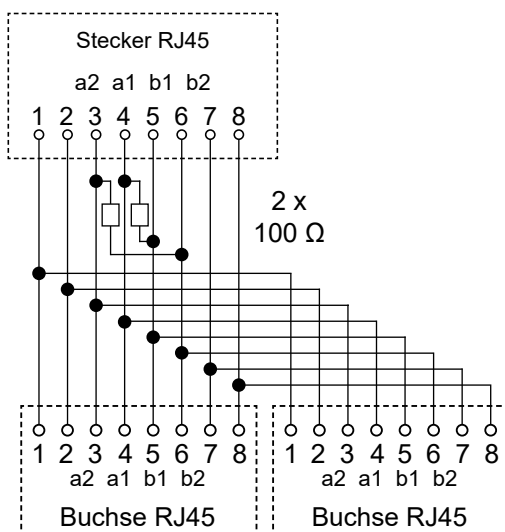 Stecker RJ45
a2 a1 b1 b2
1 2 3 4 5 6 7 8
2 x
100 Ω
1 2 3 4 5 6 7 8 1 2 3 4 5 6 7 8
a2 a1 b1 b2 a2 a1 b1 b2
Buchse RJ45 Buchse RJ45